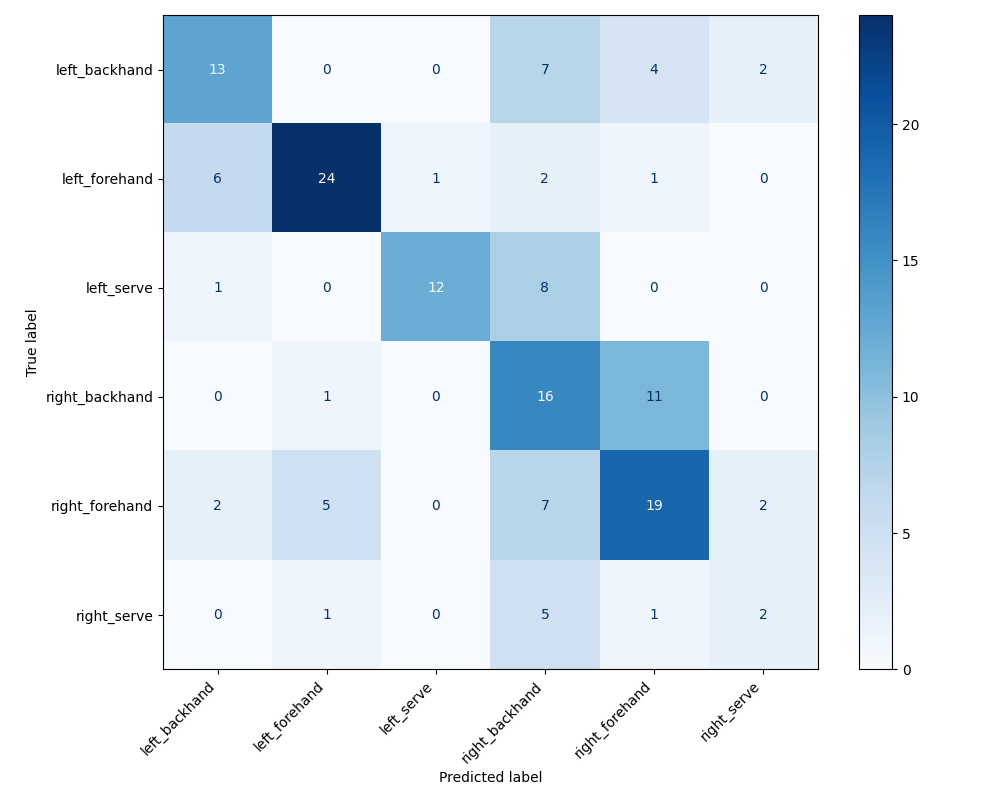 left_backhand 13 0 0 7 4 2
left_forehand 6 24 1 2 1 0
left_serve 1 0 12 8 0 0
right_backhand 0 1 0 16 11 0
right_forehand 2 5 0 7 19 2
right_serve 0 1 0 5 1 2
True label
left_backhand
left_forehand
left_serve
right_backhand
right_forehand
right_serve
Predicted label
20
15
10
5
0